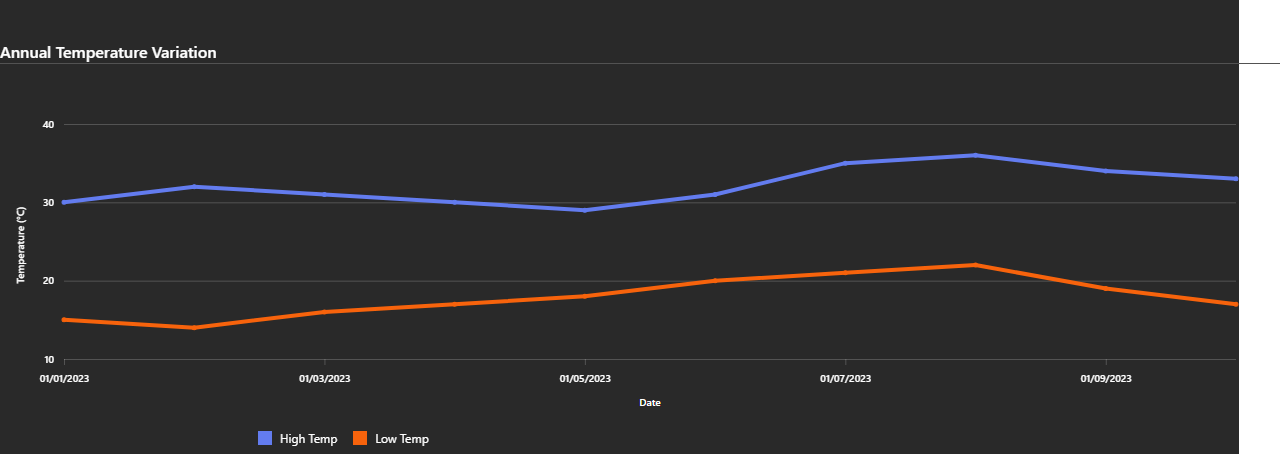 Annual Temperature Variation
40
30
20
10
Temperature (°C)
01/01/2023 01/03/2023 01/05/2023 01/07/2023 01/09/2023
Date
High Temp Low Temp